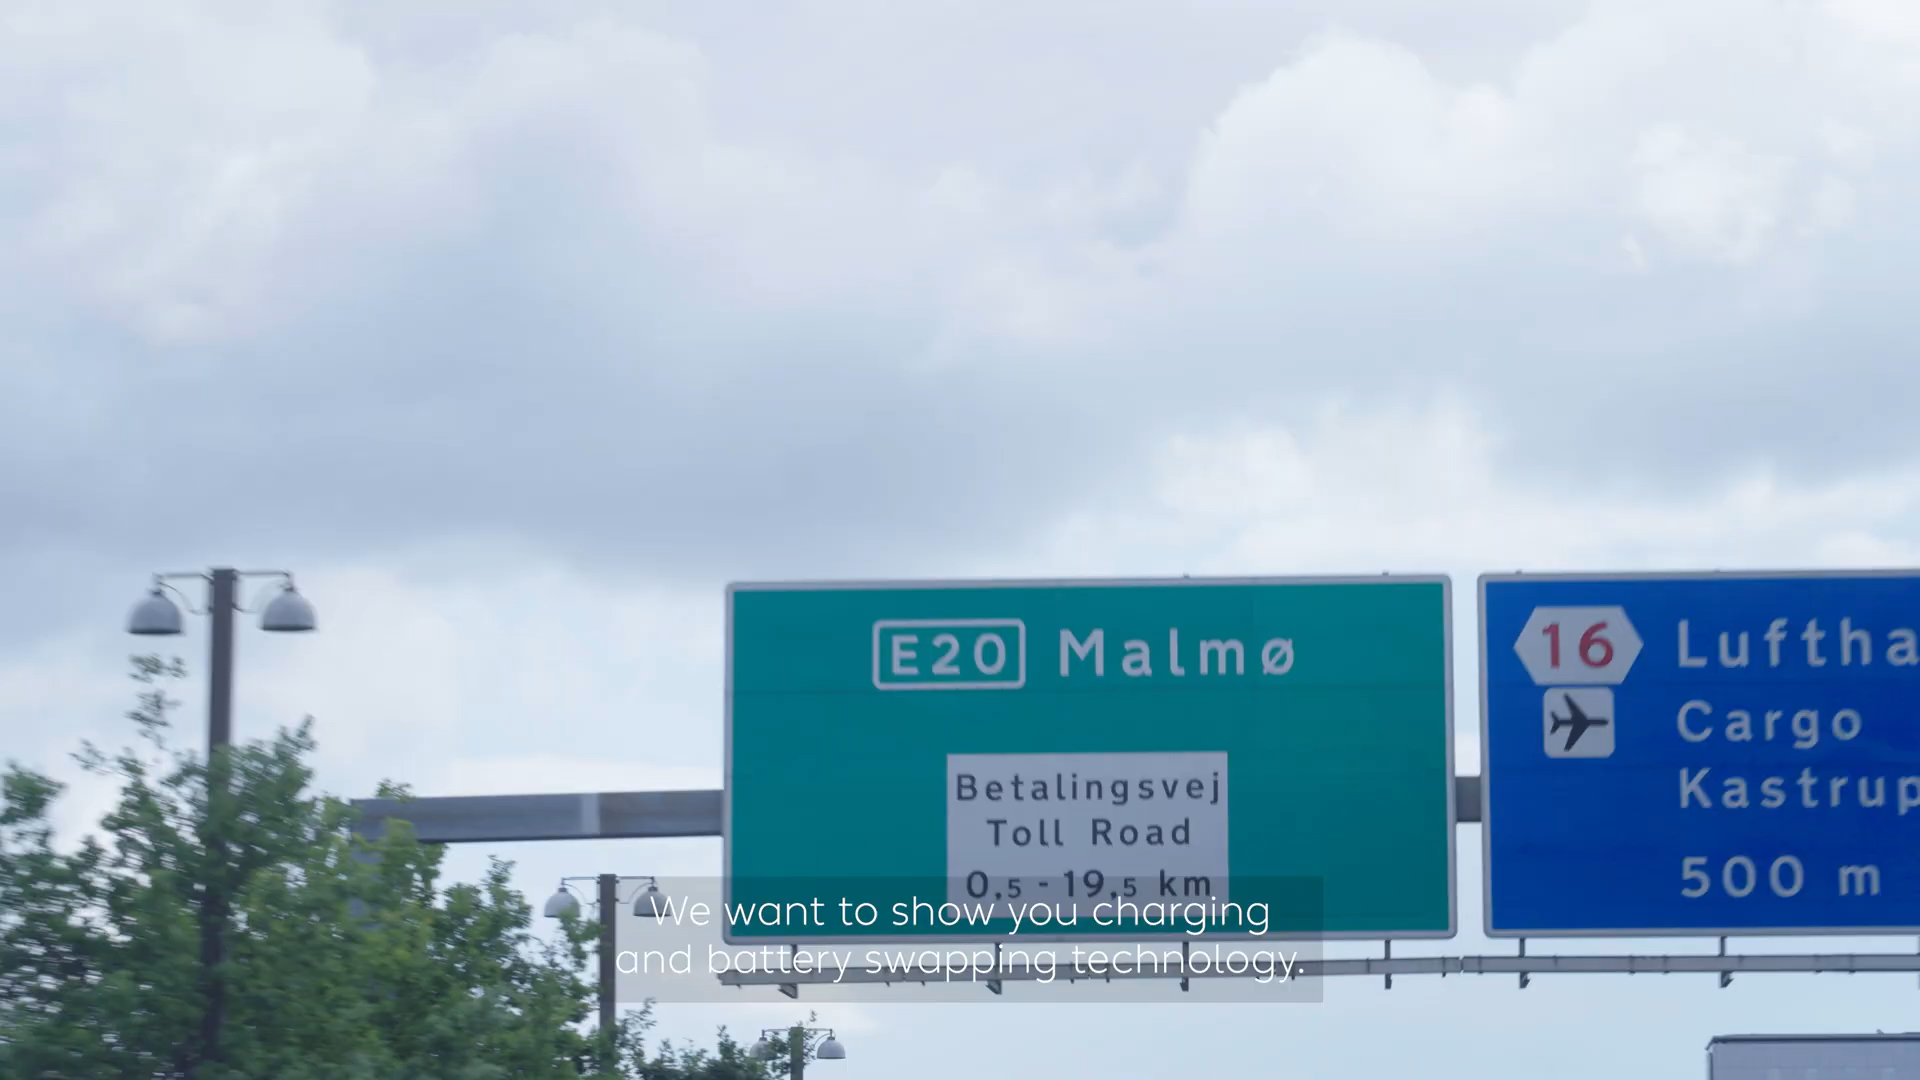 E20 Malmø
Betalingsvej
Toll Road
0,5 - 19,5 km
16 Luftha
Cargo
Kastrup
500 m
We want to show you charging
and battery swapping technology.